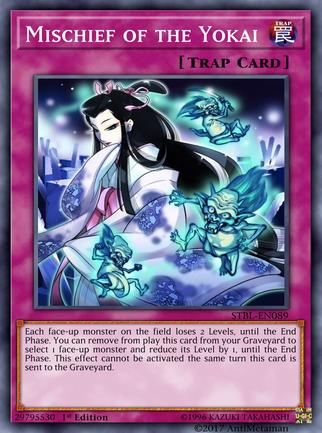 MISCHIEF OF THE YOKAI
TRAP
罠
[TRAP CARD]
STBL-EN089
Each face-up monster on the field loses 2 Levels, until the End
Phase. You can remove from play this card from your Graveyard to
select 1 face-up monster and reduce its Level by 1, until the End
Phase. This effect cannot be activated the same turn this card is
sent to the Graveyard.
29795530 1st Edition
©1996 KAZUKI TAKAHASHI
©2017 AntiMetaman